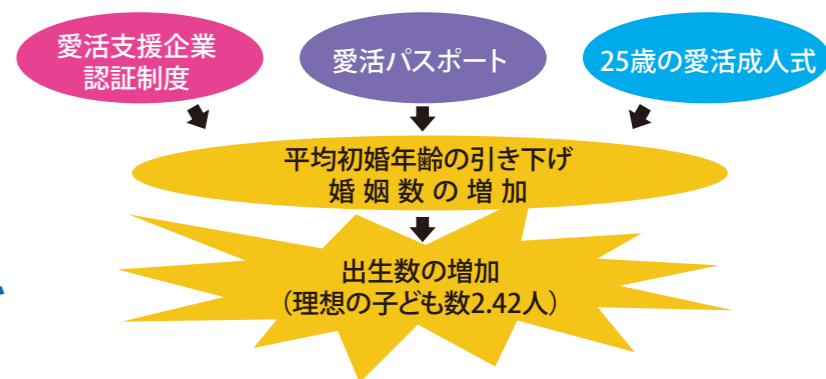 愛活支援企業
認証制度
愛活パスポート
25歳の愛活成人式
平均初婚年齢の引き下げ
婚姻数の増加
出生数の増加
（理想の子ども数2.42人）